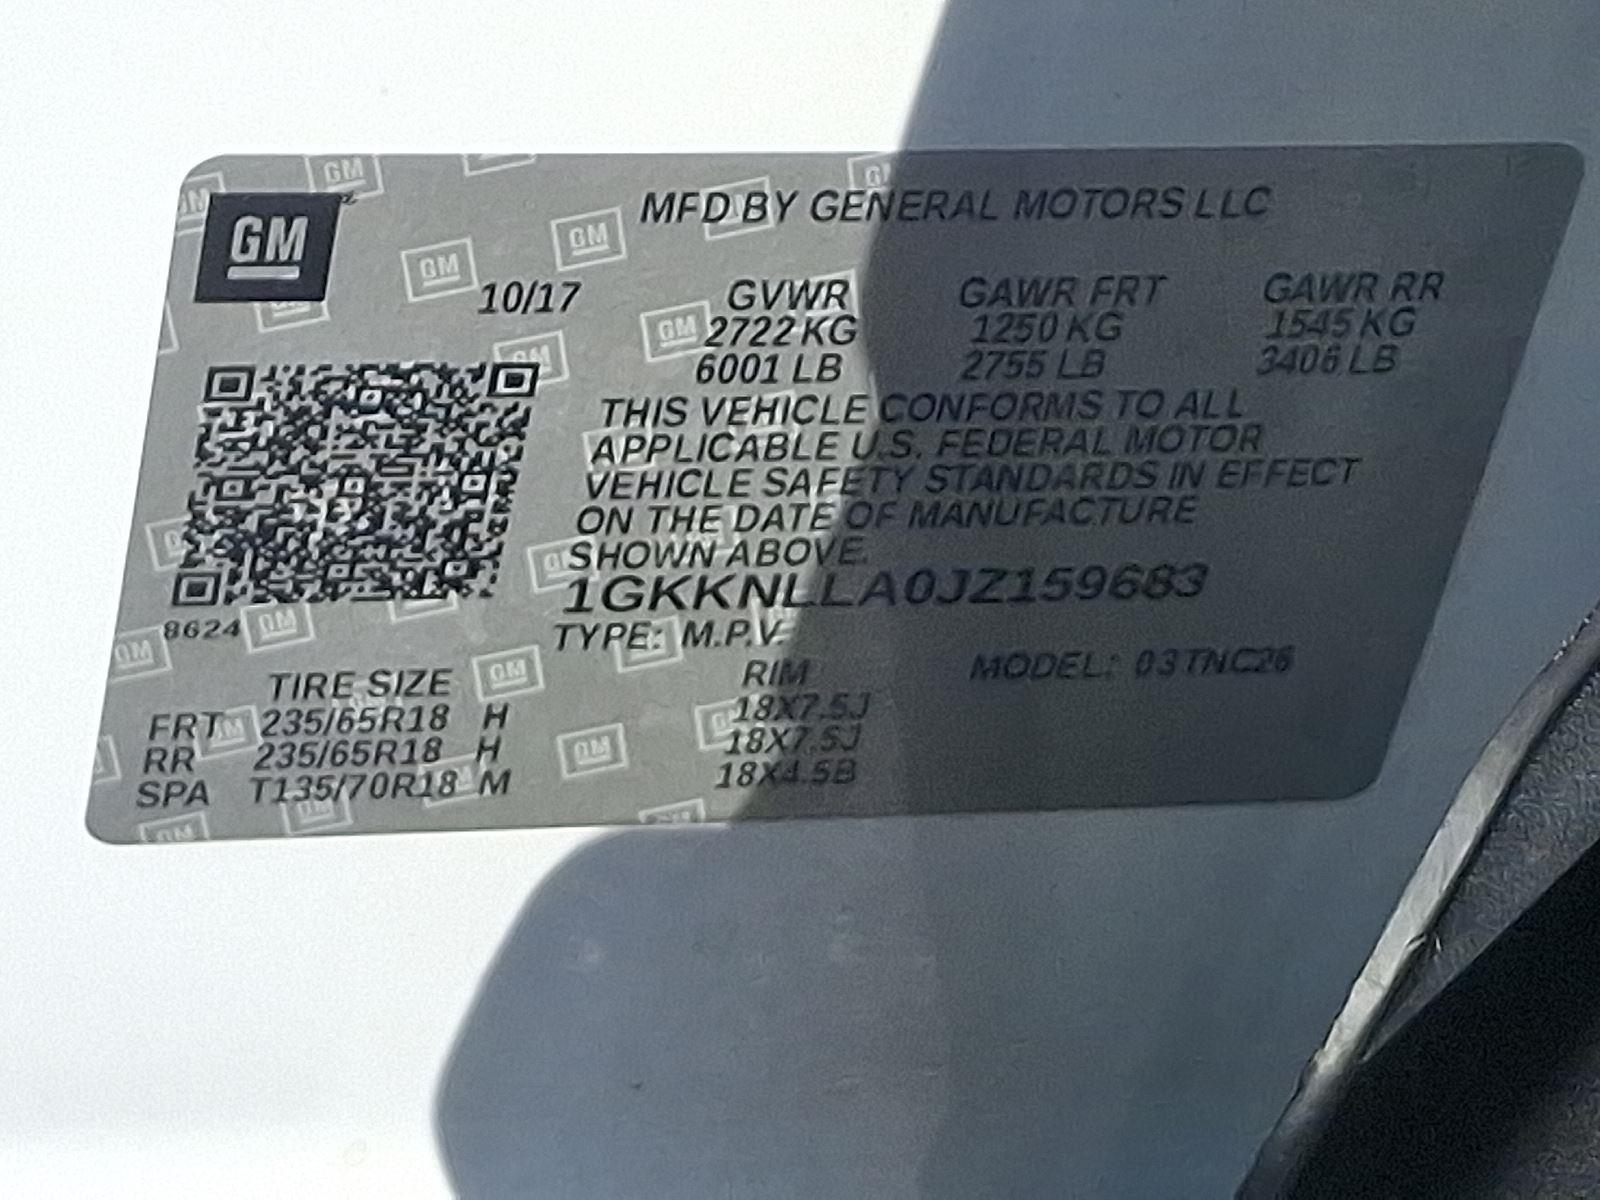 GM
MFD BY GENERAL MOTORS LLC
10/17 GVWR GAWR FRT GAWR RR
2722 KG 1250 KG 1545 KG
6001 LB 2755 LB 3406 LB
THIS VEHICLE CONFORMS TO ALL
APPLICABLE U.S. FEDERAL MOTOR
VEHICLE SAFETY STANDARDS IN EFFECT
ON THE DATE OF MANUFACTURE
SHOWN ABOVE.
1GKKNLLA0JZ159683
8624
TYPE: M.P.V.
MODEL: 03TNC26
TIRE SIZE RIM
FRT 235/65R18 H 18X7.5J
RR 235/65R18 H 18X7.5J
SPA T135/70R18 M 18X4.5B